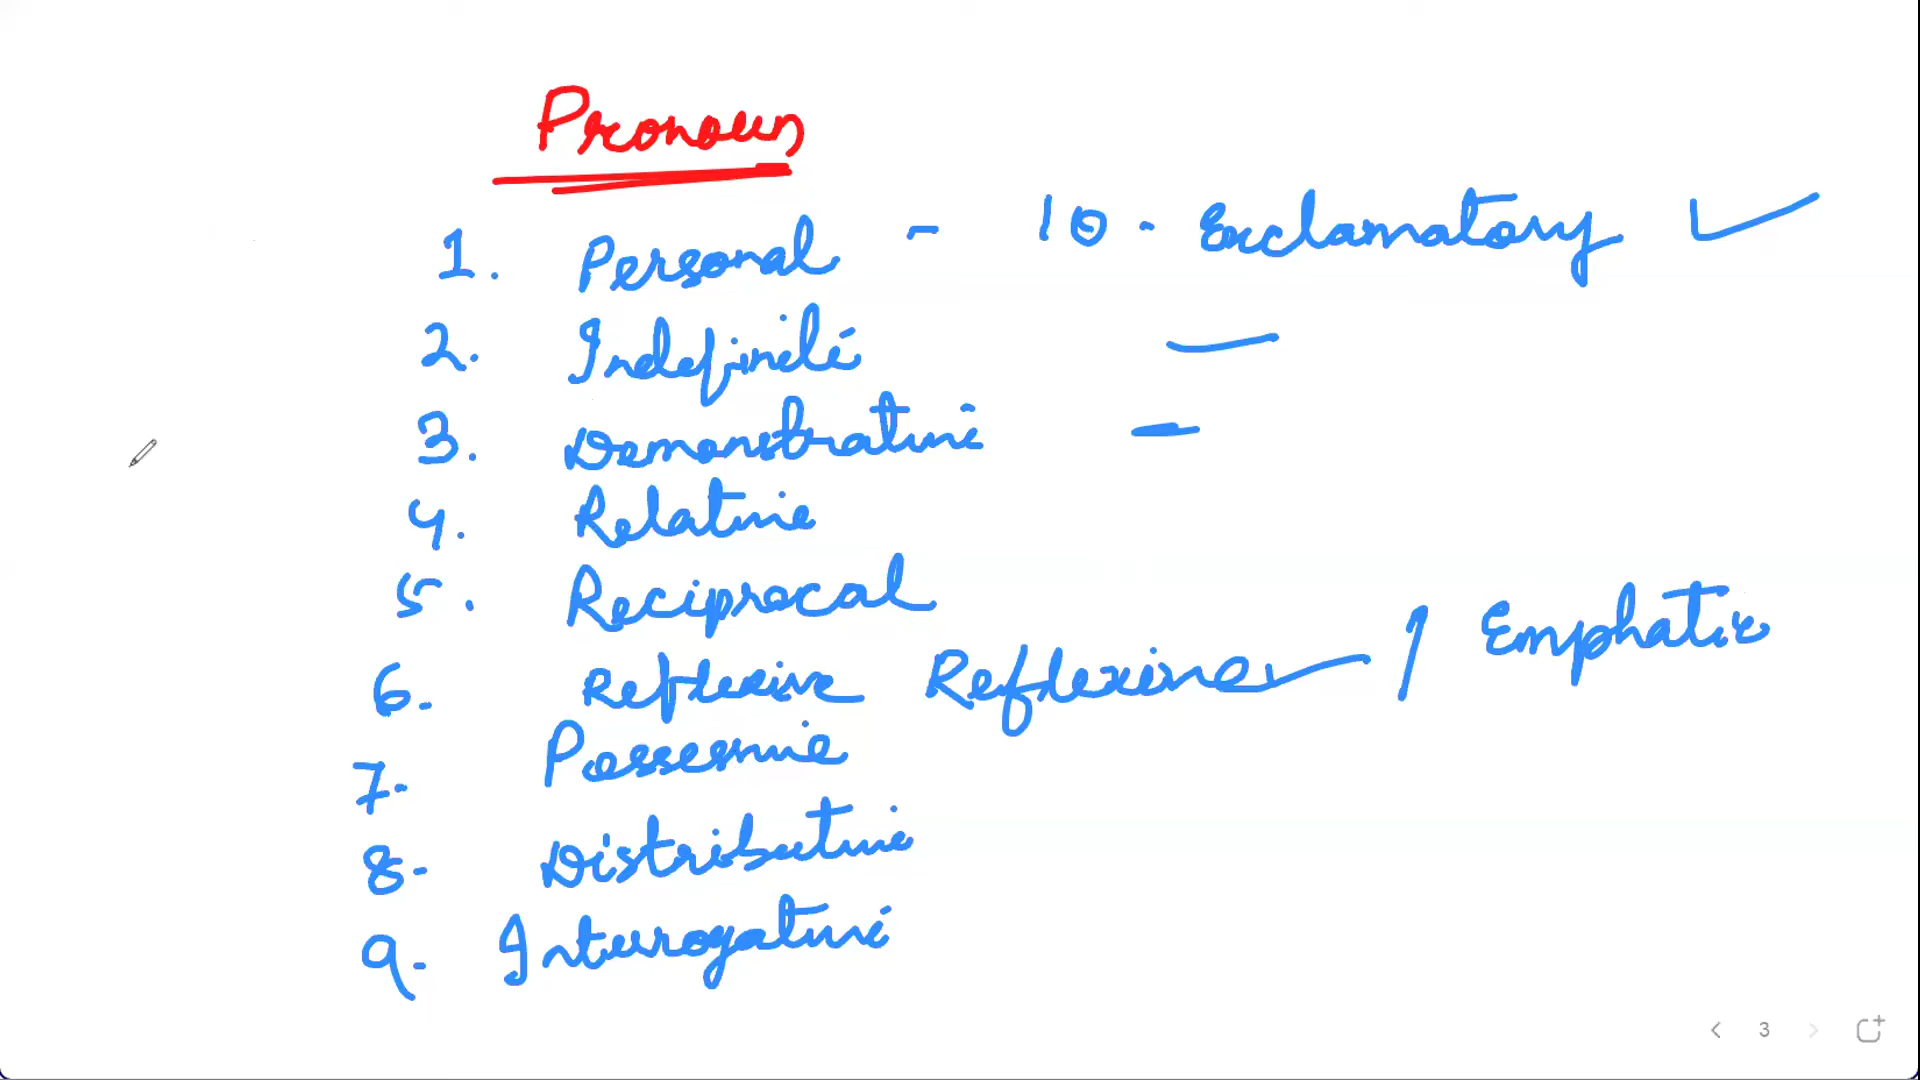 Pronoun
1. Personal - 10. Exclamatory ✓
2. Indefinite —
3. Demonstrative -
4. Relative
5. Reciprocal
6. Reflexive Reflexive / Emphatic
7. Possessive
8. Distributive
9. Interrogative
3